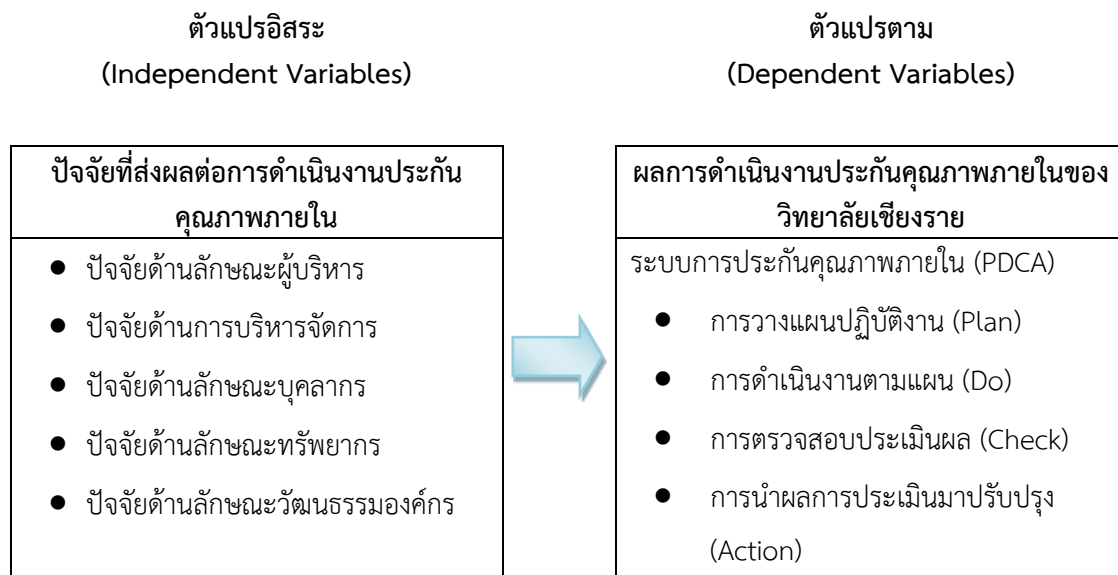 ตัวแปรอิสระ
(Independent Variables)
ตัวแปรตาม
(Dependent Variables)
ปัจจัยที่ส่งผลต่อการดำเนินงานประกัน
คุณภาพภายใน
● ปัจจัยด้านลักษณะผู้บริหาร
● ปัจจัยด้านการบริหารจัดการ
● ปัจจัยด้านลักษณะบุคลากร
● ปัจจัยด้านลักษณะทรัพยากร
● ปัจจัยด้านลักษณะวัฒนธรรมองค์กร
ผลการดำเนินงานประกันคุณภาพภายในของ
วิทยาลัยเชียงราย
ระบบการประกันคุณภาพภายใน (PDCA)
● การวางแผนปฏิบัติงาน (Plan)
● การดำเนินงานตามแผน (Do)
● การตรวจสอบประเมินผล (Check)
● การนำผลการประเมินมาปรับปรุง
(Action)